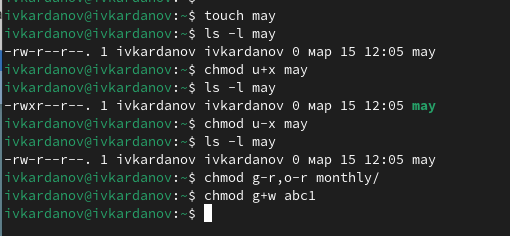 ivkardanov@ivkardanov:~$ touch may
ivkardanov@ivkardanov:~$ ls -l may
-rw-r--r--. 1 ivkardanov ivkardanov 0 мар 15 12:05 may
ivkardanov@ivkardanov:~$ chmod u+x may
ivkardanov@ivkardanov:~$ ls -l may
-rwxr--r--. 1 ivkardanov ivkardanov 0 мар 15 12:05 may
ivkardanov@ivkardanov:~$ chmod u-x may
ivkardanov@ivkardanov:~$ ls -l may
-rw-r--r--. 1 ivkardanov ivkardanov 0 мар 15 12:05 may
ivkardanov@ivkardanov:~$ chmod g-r,o-r monthly/
ivkardanov@ivkardanov:~$ chmod g+w abc1
ivkardanov@ivkardanov:~$